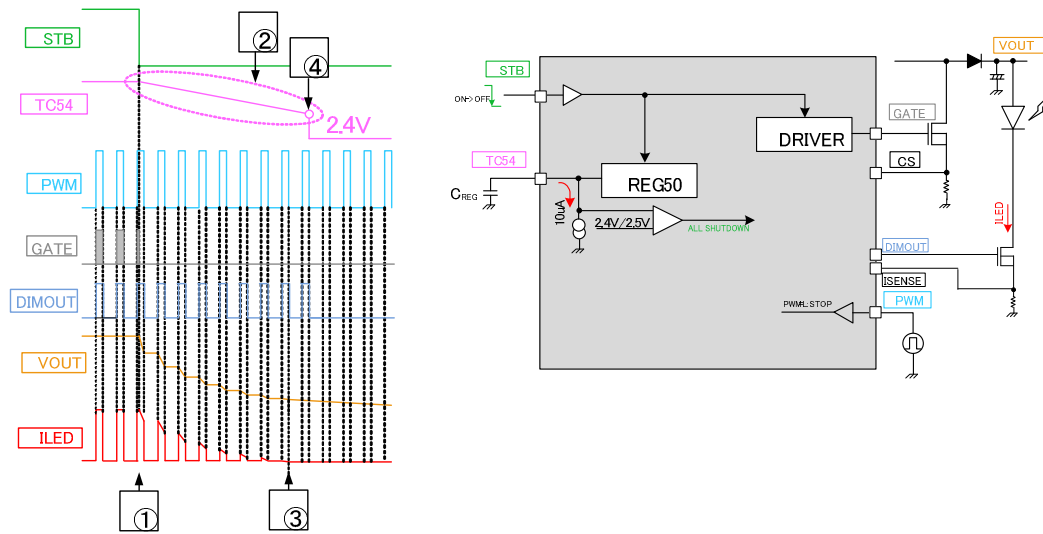 STB
②
④
TC54
2.4V
PWM
GATE
DIMOUT
VOUT
ILED
①
③
VOUT
STB
ON->OFF
GATE
DRIVER
CS
TC54
REG50
CREG
10uA
2.4V/2.5V
ALL SHUTDOWN
ILED
DIMOUT
ISENSE
PWM=L:STOP
PWM